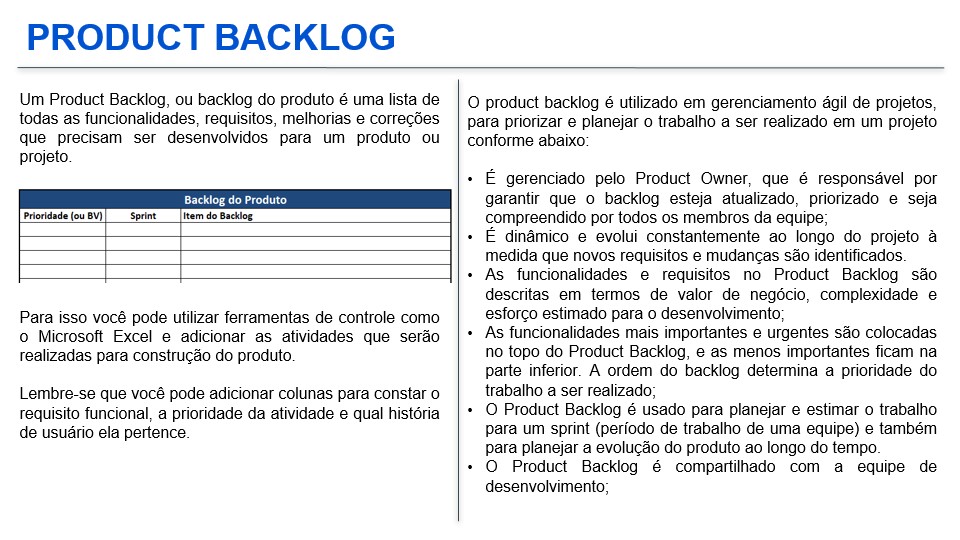 PRODUCT BACKLOG
Um Product Backlog, ou backlog do produto é uma lista de
todas as funcionalidades, requisitos, melhorias e correções
que precisam ser desenvolvidos para um produto ou
projeto.
Backlog do Produto
Prioridade (ou BV) Sprint Item do Backlog
Para isso você pode utilizar ferramentas de controle como
o Microsoft Excel e adicionar as atividades que serão
realizadas para construção do produto.
Lembre-se que você pode adicionar colunas para constar o
requisito funcional, a prioridade da atividade e qual história
de usuário ela pertence.
O product backlog é utilizado em gerenciamento ágil de projetos,
para priorizar e planejar o trabalho a ser realizado em um projeto
conforme abaixo:
• É gerenciado pelo Product Owner, que é responsável por
garantir que o backlog esteja atualizado, priorizado e seja
compreendido por todos os membros da equipe;
• É dinâmico e evolui constantemente ao longo do projeto à
medida que novos requisitos e mudanças são identificados.
• As funcionalidades e requisitos no Product Backlog são
descritas em termos de valor de negócio, complexidade e
esforço estimado para o desenvolvimento;
• As funcionalidades mais importantes e urgentes são colocadas
no topo do Product Backlog, e as menos importantes ficam na
parte inferior. A ordem do backlog determina a prioridade do
trabalho a ser realizado;
• O Product Backlog é usado para planejar e estimar o trabalho
para um sprint (período de trabalho de uma equipe) e também
para planejar a evolução do produto ao longo do tempo.
• O Product Backlog é compartilhado com a equipe de
desenvolvimento;